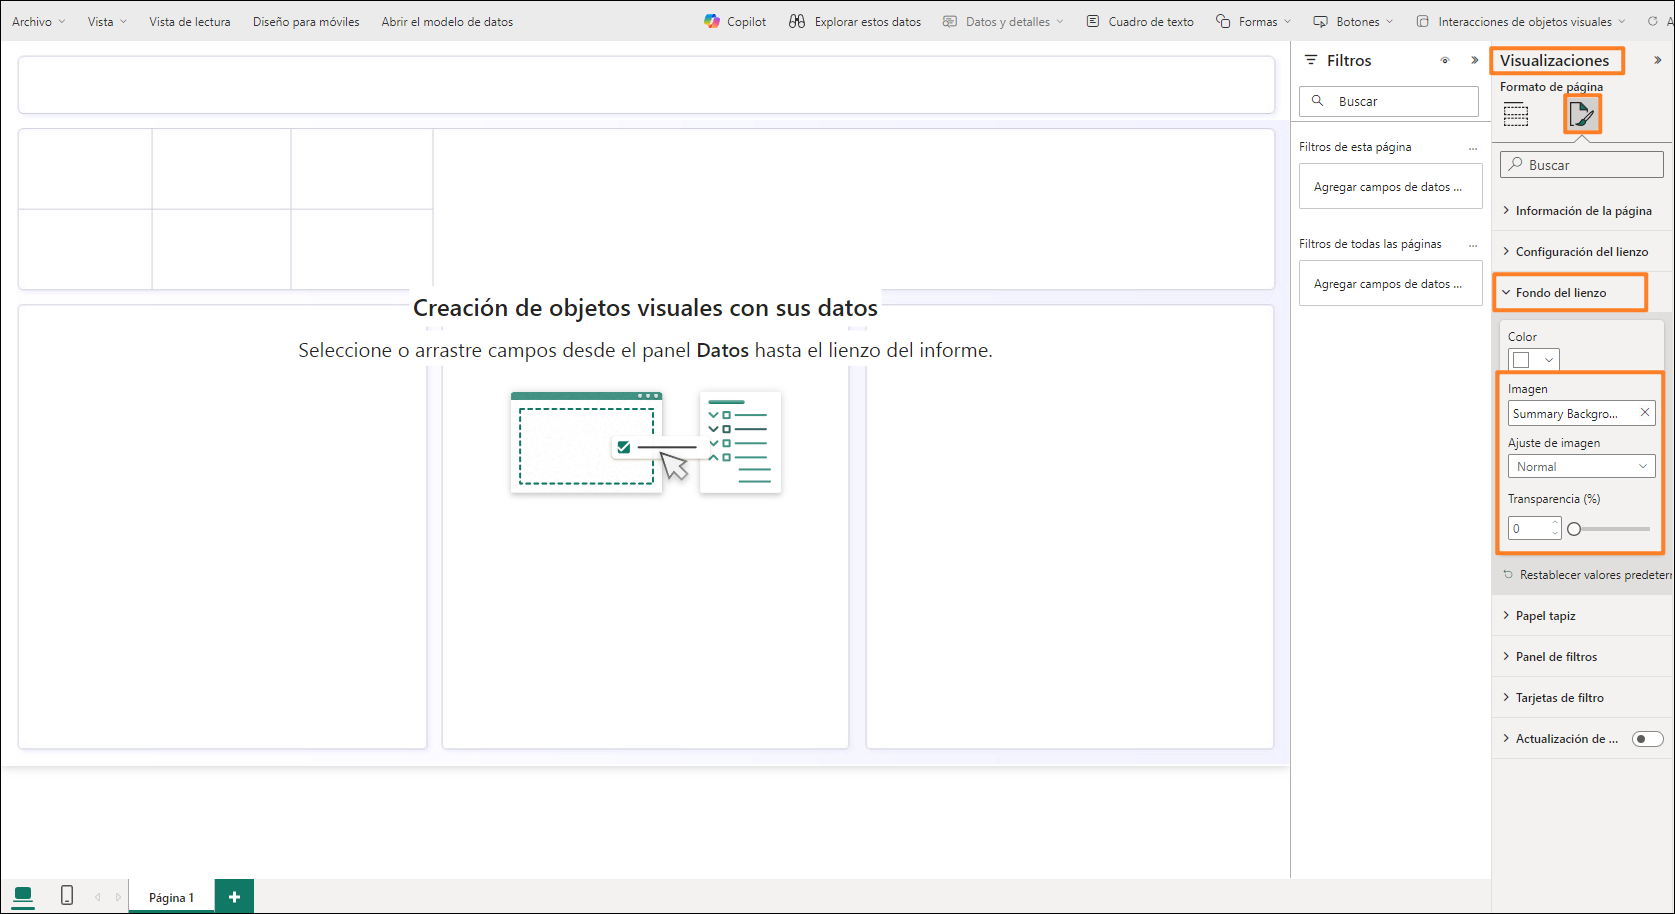 Archivo Vista Vista de lectura Diseño para móviles Abrir el modelo de datos Copilot Explorar estos datos Datos y detalles Cuadro de texto Formas Botones Interacciones de objetos visuales A
Filtros
Buscar
Filtros de esta página ...
Agregar campos de datos ...
Filtros de todas las páginas ...
Agregar campos de datos ...
Visualizaciones
Formato de página
Buscar
Información de la página
Configuración del lienzo
Fondo del lienzo
Color
Imagen
Summary Backgro...
Ajuste de imagen
Normal
Transparencia (%)
0
Restablecer valores predeterr
Papel tapiz
Panel de filtros
Tarjetas de filtro
Actualización de ...
Creación de objetos visuales con sus datos
Seleccione o arrastre campos desde el panel Datos hasta el lienzo del informe.
Página 1